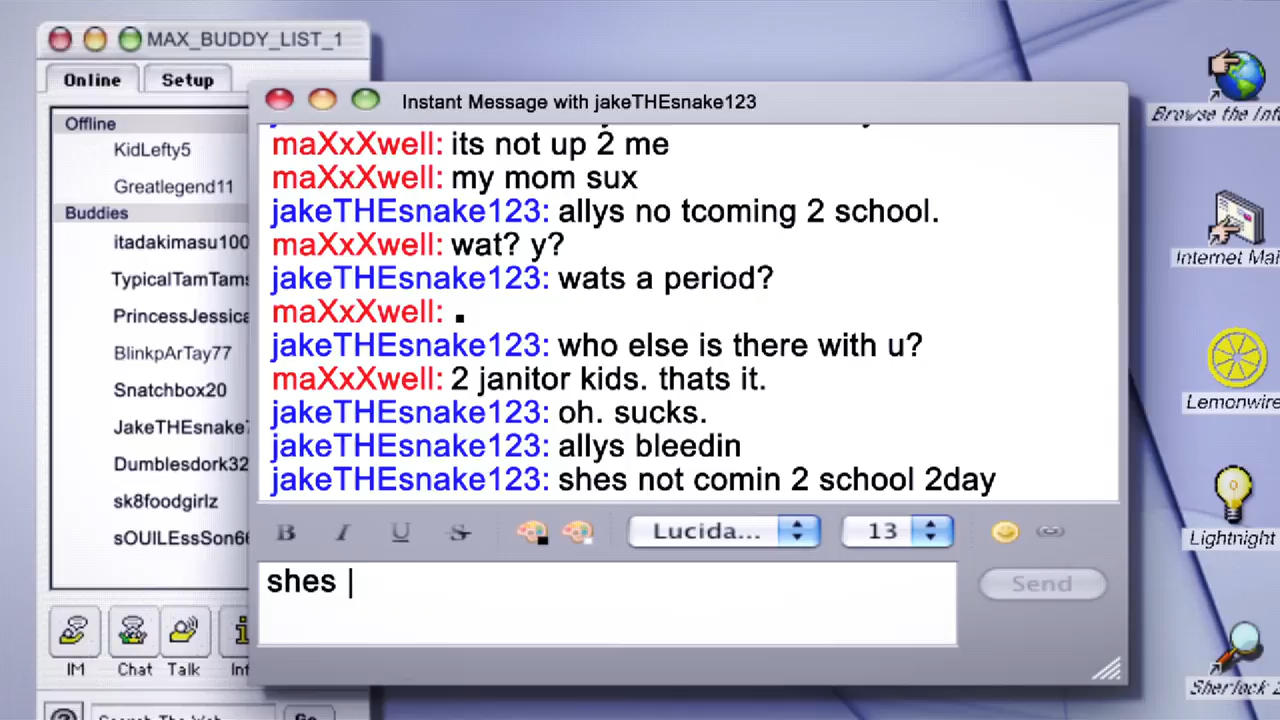 MAX_BUDDY_LIST_1
Online Setup
Offline
KidLefty5
Greatlegend11
Buddies
itadakimasu100
TypicalTamTams
PrincessJessica
BlinkpArTay77
Snatchbox20
JakeTHEsnake
Dumblesdork32
sk8foodgirlz
sOUILEssSon66
IM Chat Talk
Instant Message with jakeTHEsnake123
maXxXwell: its not up 2 me
maXxXwell: my mom sux
jakeTHEsnake123: allys no tcoming 2 school.
maXxXwell: wat? y?
jakeTHEsnake123: wats a period?
maXxXwell: .
jakeTHEsnake123: who else is there with u?
maXxXwell: 2 janitor kids. thats it.
jakeTHEsnake123: oh. sucks.
jakeTHEsnake123: allys bleedin
jakeTHEsnake123: shes not comin 2 school 2day
B I U S Lucida... 13
shes
Send
Browse the Int
Internet Mai
Lemonwire
Lightnight
Sherlock 2